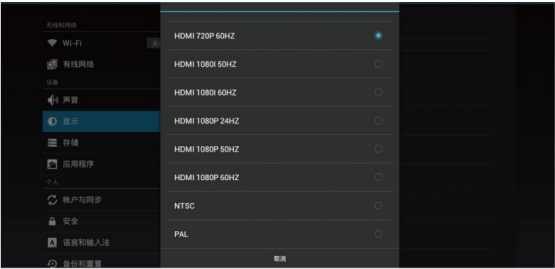 无线和网络
Wi-Fi
有线网络
设备
声音
显示
存储
应用程序
个人
帐户与同步
安全
语言和输入法
备份和重置
HDMI 720P 60HZ
HDMI 1080I 50HZ
HDMI 1080I 60HZ
HDMI 1080P 24HZ
HDMI 1080P 50HZ
HDMI 1080P 60HZ
NTSC
PAL
取消